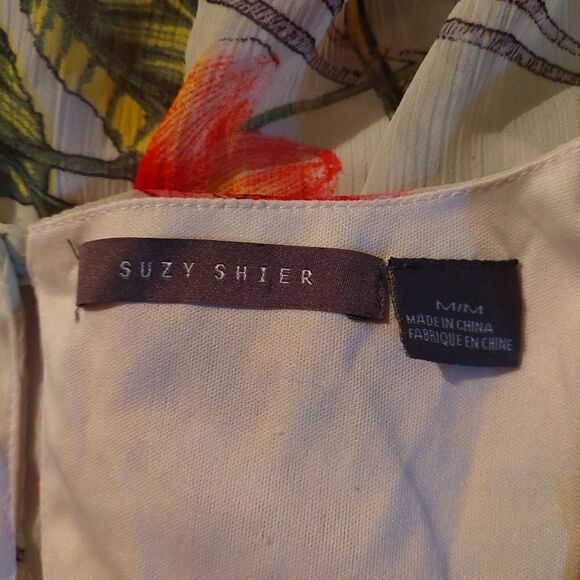 SUZY SHIER
M/M
MADE IN CHINA
FABRIQUE EN CHINE